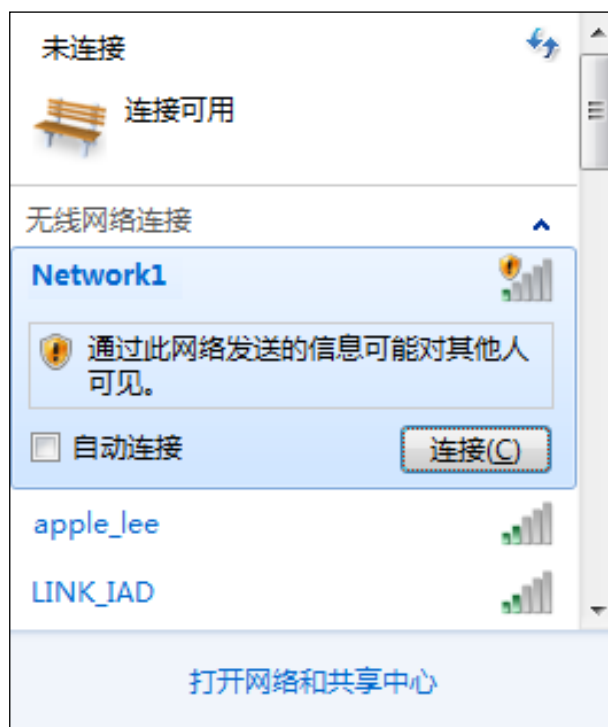 未连接
连接可用
无线网络连接
Network1
通过此网络发送的信息可能对其他人
可见。
自动连接
连接(C)
apple_lee
LINK_IAD
打开网络和共享中心